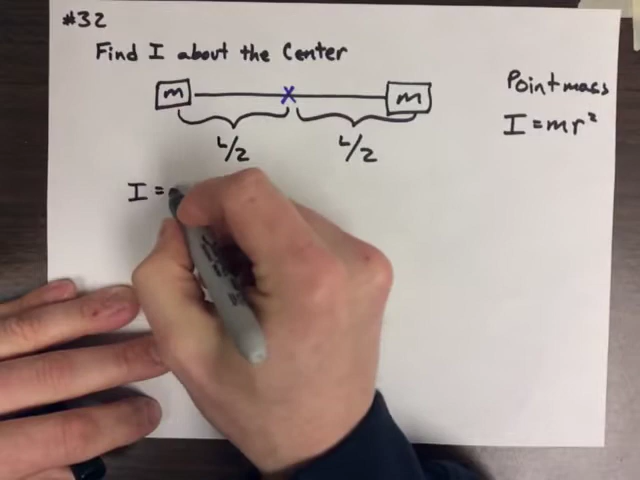 #32
Find I about the Center
m x m
L/2 L/2
Point mass
I = mr²
I =